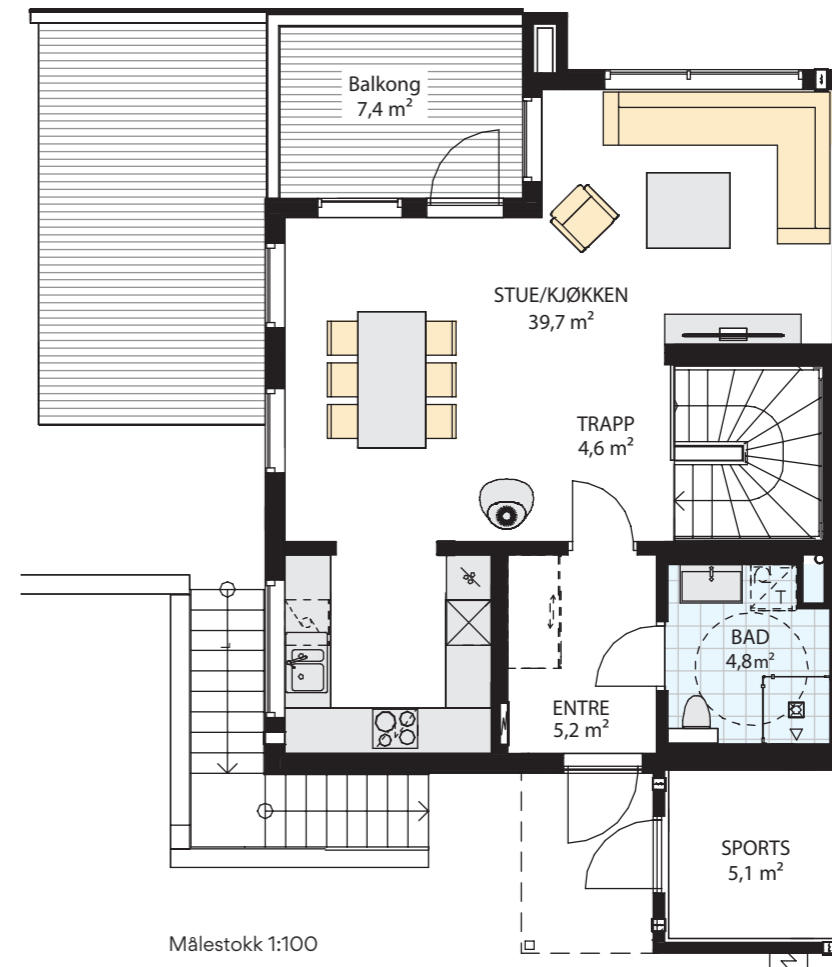 Balkong
7,4 m²
STUE/KJØKKEN
39,7 m²
TRAPP
4,6 m²
T
BAD
4,8m²
ENTRE
5,2 m²
SPORTS
5,1 m²
Målestokk 1:100